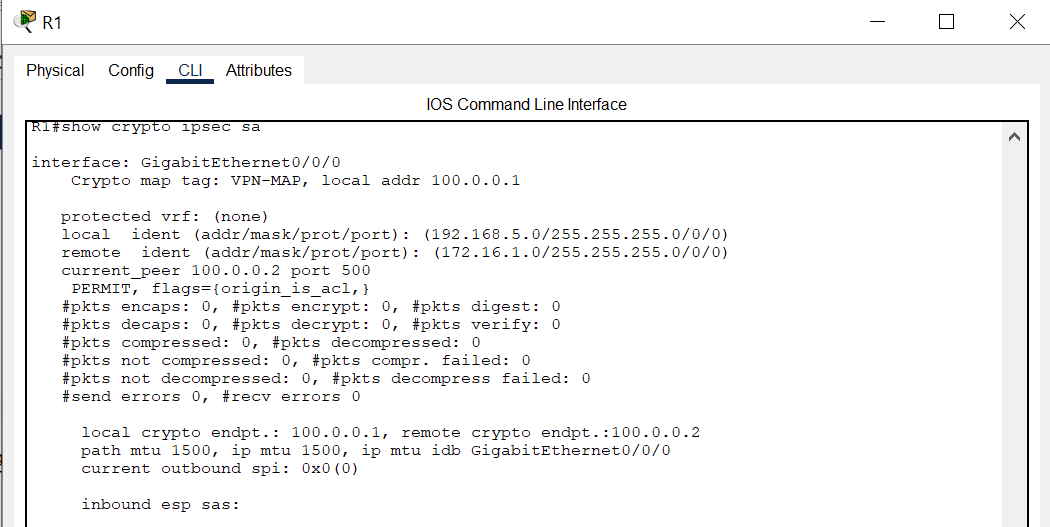 R1
Physical Config CLI Attributes
IOS Command Line Interface
R1#show crypto ipsec sa
interface: GigabitEthernet0/0/0
Crypto map tag: VPN-MAP, local addr 100.0.0.1
protected vrf: (none)
local ident (addr/mask/prot/port): (192.168.5.0/255.255.255.0/0/0)
remote ident (addr/mask/prot/port): (172.16.1.0/255.255.255.0/0/0)
current_peer 100.0.0.2 port 500
PERMIT, flags={origin_is_acl,}
#pkts encaps: 0, #pkts encrypt: 0, #pkts digest: 0
#pkts decaps: 0, #pkts decrypt: 0, #pkts verify: 0
#pkts compressed: 0, #pkts decompressed: 0
#pkts not compressed: 0, #pkts compr. failed: 0
#pkts not decompressed: 0, #pkts decompress failed: 0
#send errors 0, #recv errors 0
local crypto endpt.: 100.0.0.1, remote crypto endpt.:100.0.0.2
path mtu 1500, ip mtu 1500, ip mtu idb GigabitEthernet0/0/0
current outbound spi: 0x0(0)
inbound esp sas: